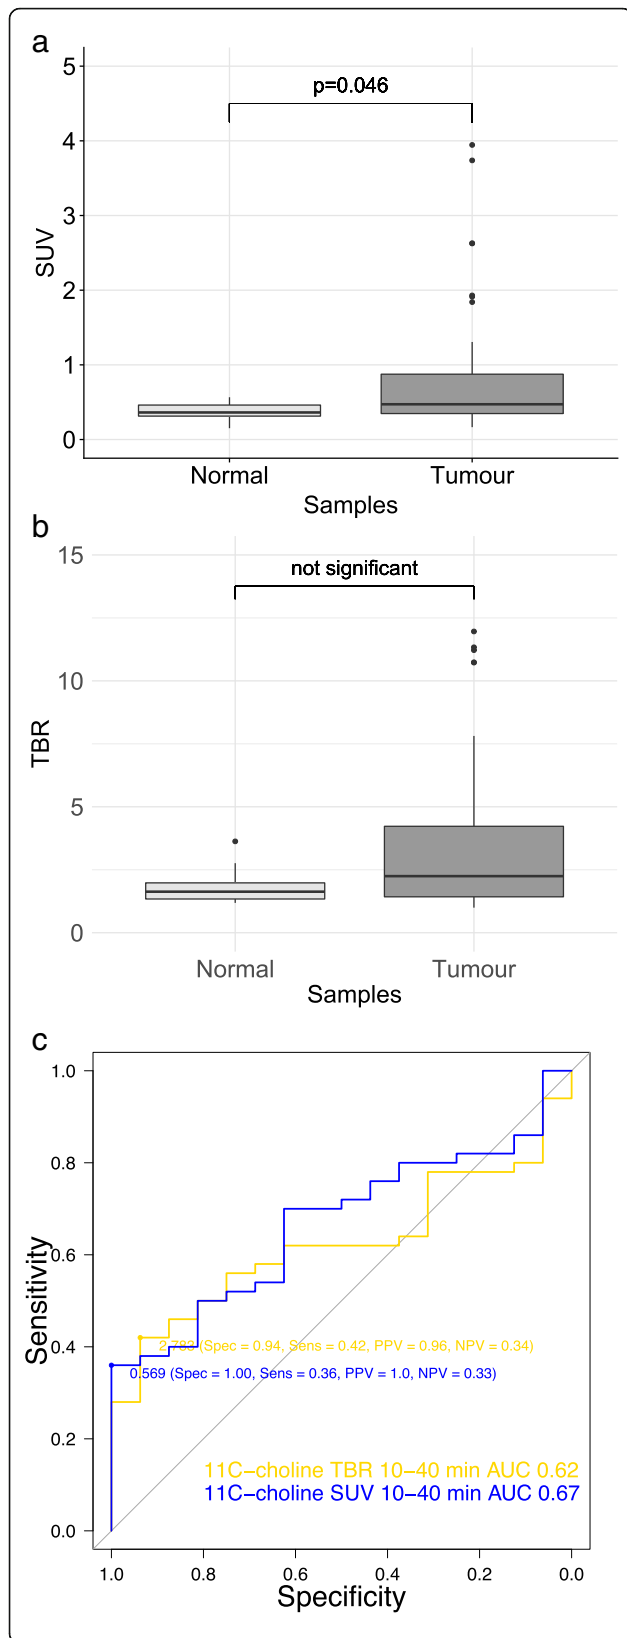 a
5
p=0.046
4
3
SUV
2
1
0
Normal Tumour
Samples
b
15
not significant
10
TBR
5
0
Normal Tumour
Samples
c
1.0
0.8
Sensitivity
0.6
0.4
2.783 (Spec = 0.94, Sens = 0.42, PPV = 0.96, NPV = 0.34)
0.569 (Spec = 1.00, Sens = 0.36, PPV = 1.0, NPV = 0.33)
0.2
11C−choline TBR 10−40 min AUC 0.62
11C−choline SUV 10−40 min AUC 0.67
0.0
1.0 0.8 0.6 0.4 0.2 0.0
Specificity